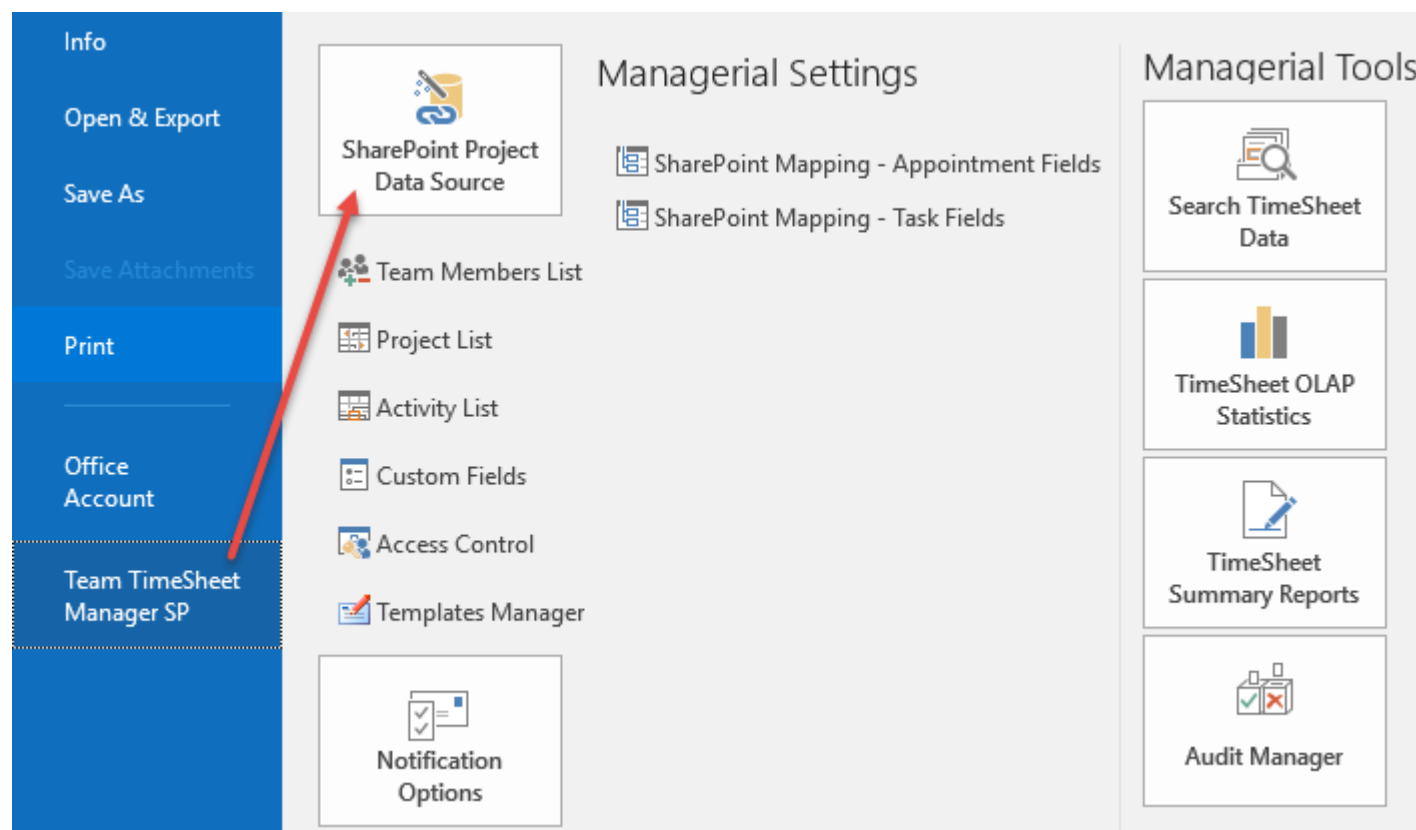 Info
Open & Export
Save As
Save Attachments
Print
Office
Account
Team TimeSheet
Manager SP
SharePoint Project
Data Source
Team Members List
Project List
Activity List
Custom Fields
Access Control
Templates Manager
Notification
Options
Managerial Settings
SharePoint Mapping - Appointment Fields
SharePoint Mapping - Task Fields
Managerial Tools
Search TimeSheet
Data
TimeSheet OLAP
Statistics
TimeSheet
Summary Reports
Audit Manager